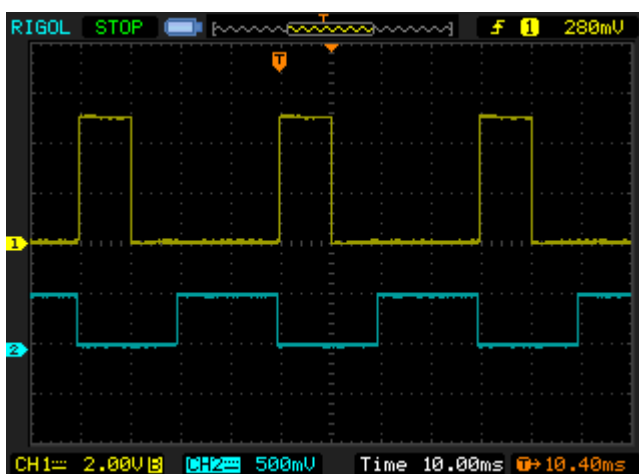 RIGOL STOP T 1 280mV
T
1
2
CH1 2.00V B CH2 500mV Time 10.00ms T→10.40ms